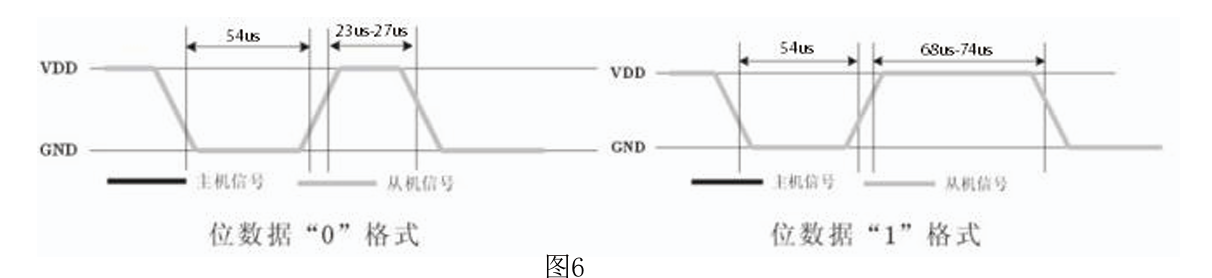 54us 23us-27us
VDD
GND
主机信号 从机信号
位数据“0”格式
54us 68us-74us
VDD
GND
主机信号 从机信号
位数据“1”格式
图6